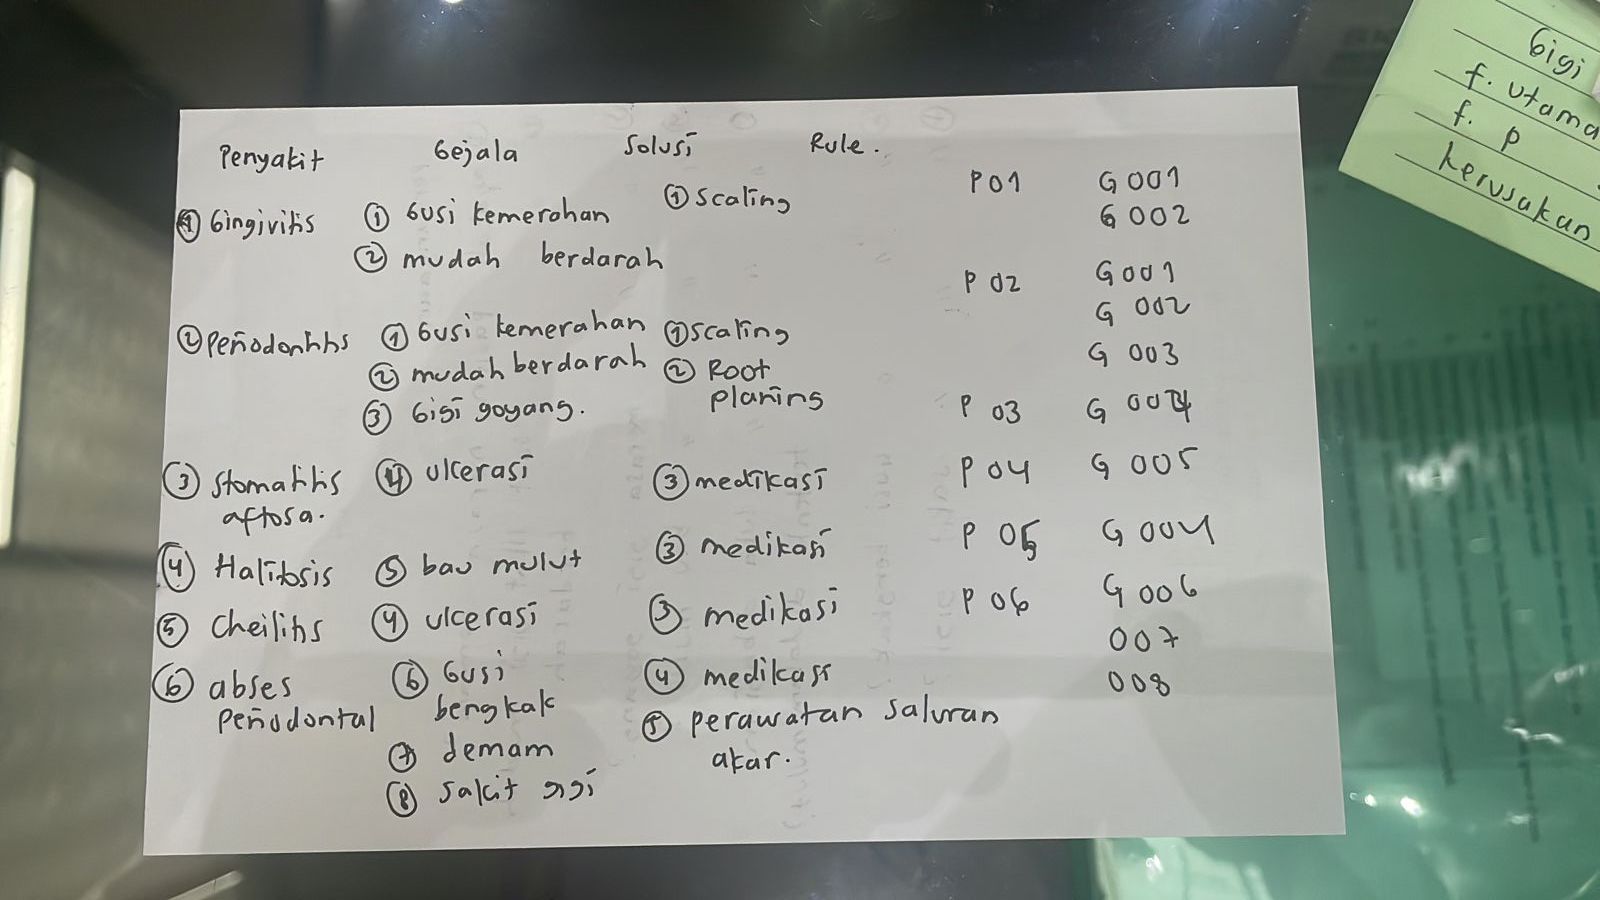 Penyakit Gejala Solusi Rule.
① Gingivitis ① Gusi kemerahan ① Scaling P01 G001
② mudah berdarah G002
② Periodontitis ① Gusi kemerahan ① Scaling P02 G001
② mudah berdarah ② Root planing G002
③ Gigi goyang. G003
③ Stomatitis aftosa. ④ ulcerasi ③ medikasi P03 G004
④ Halitosis ⑤ bau mulut ③ medikasi P04 G005
⑤ Cheilitis ④ ulcerasi ③ medikasi P05 G004
⑥ abses periodontal ⑥ Gusi bengkak ④ medikasi P06 G006
⑦ demam ⑤ perawatan saluran akar. 007
⑧ sakit gigi 008
Gigi
f. utama
f. p
kerusakan